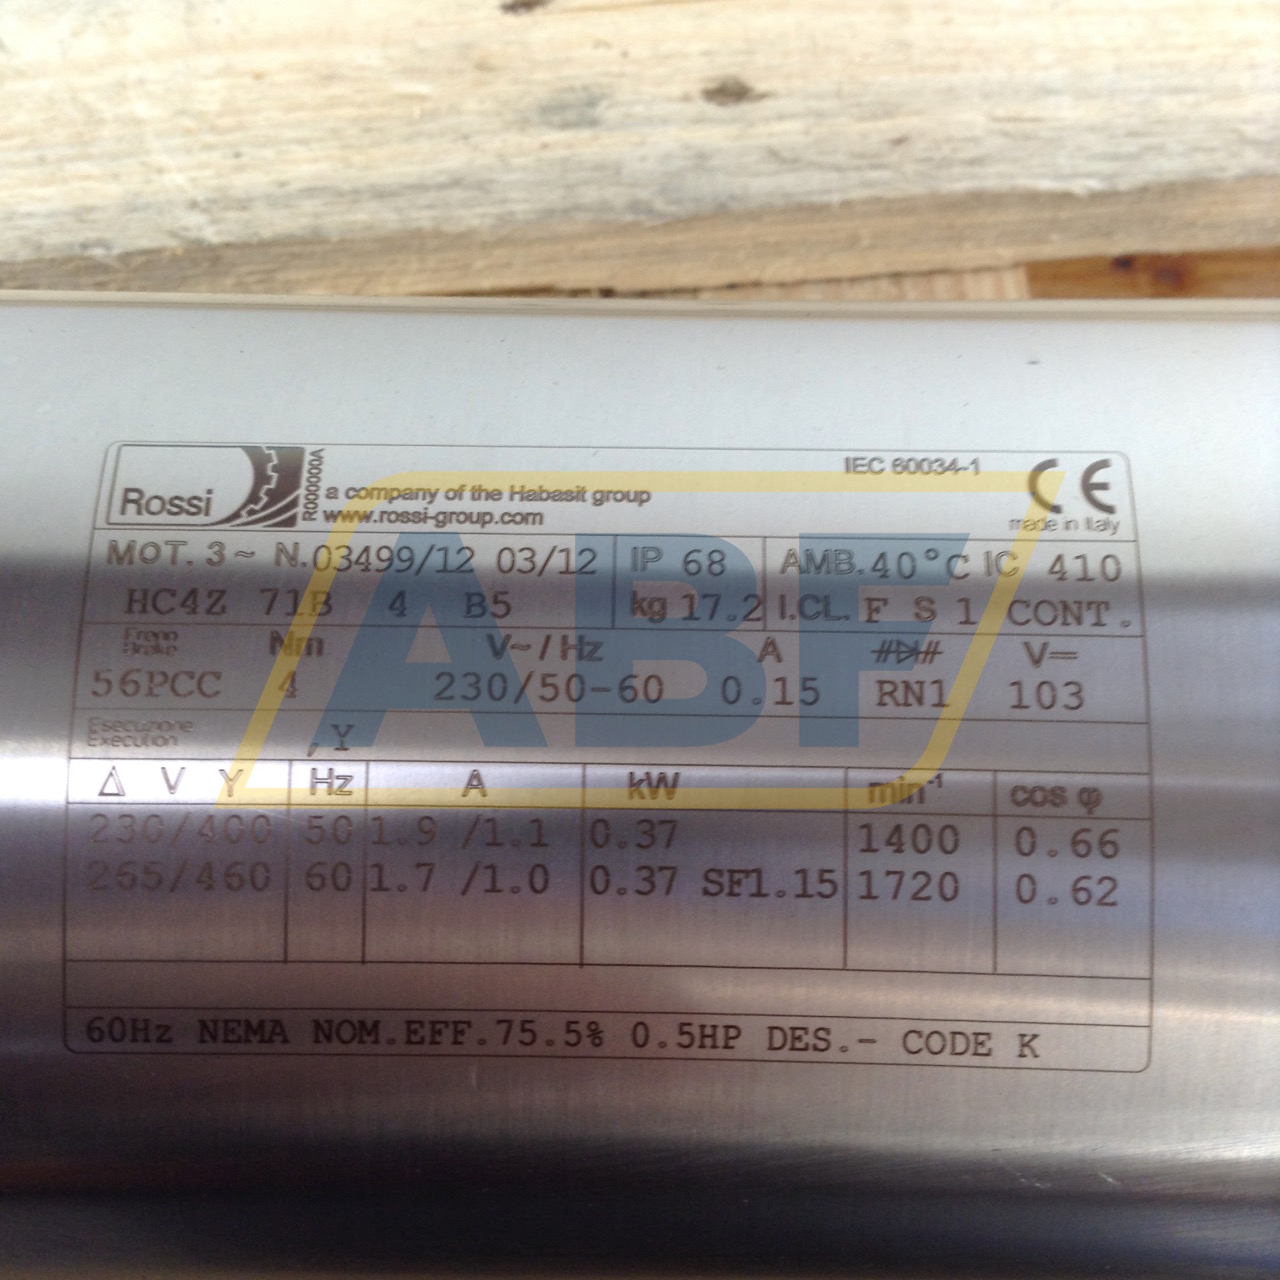 IEC 60034-1
Rossi
R000000A
a company of the Habasit group
www.rossi-group.com
CE
made in Italy
MOT. 3~ N.03499/12 03/12 IP 68 AMB.40°C IC 410
HC4Z 71B 4 B5 kg 17.2 I.CL. F S 1 CONT.
Freno Nm V~/Hz A V
Brake
56PCC 4 230/50-60 0.15 RN1 103
Esecuzione
Execution , Y
Δ V Y Hz A kW min-1 cos φ
230/400 50 1.9 /1.1 0.37 1400 0.66
265/460 60 1.7 /1.0 0.37 SF1.15 1720 0.62
60Hz NEMA NOM.EFF.75.5% 0.5HP DES.- CODE K
ABF